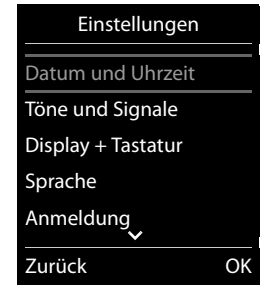 Einstellungen
Datum und Uhrzeit
Töne und Signale
Display + Tastatur
Sprache
Anmeldung
Zurück OK